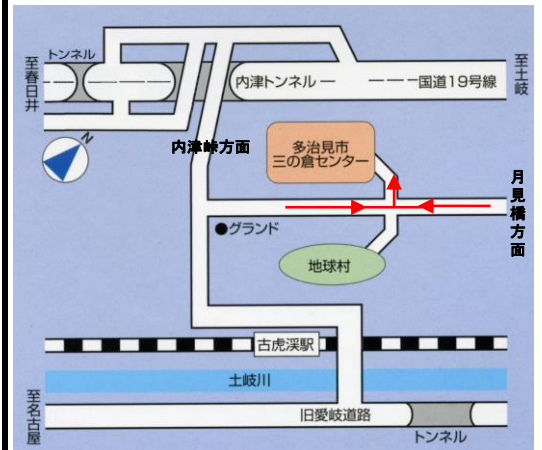 トンネル
至春日井
内津トンネル
国道19号線
至土岐
N
内津峠方面
多治見市
三の倉センター
月見橋方面
●グランド
地球村
古虎渓駅
土岐川
至名古屋
旧愛岐道路
トンネル